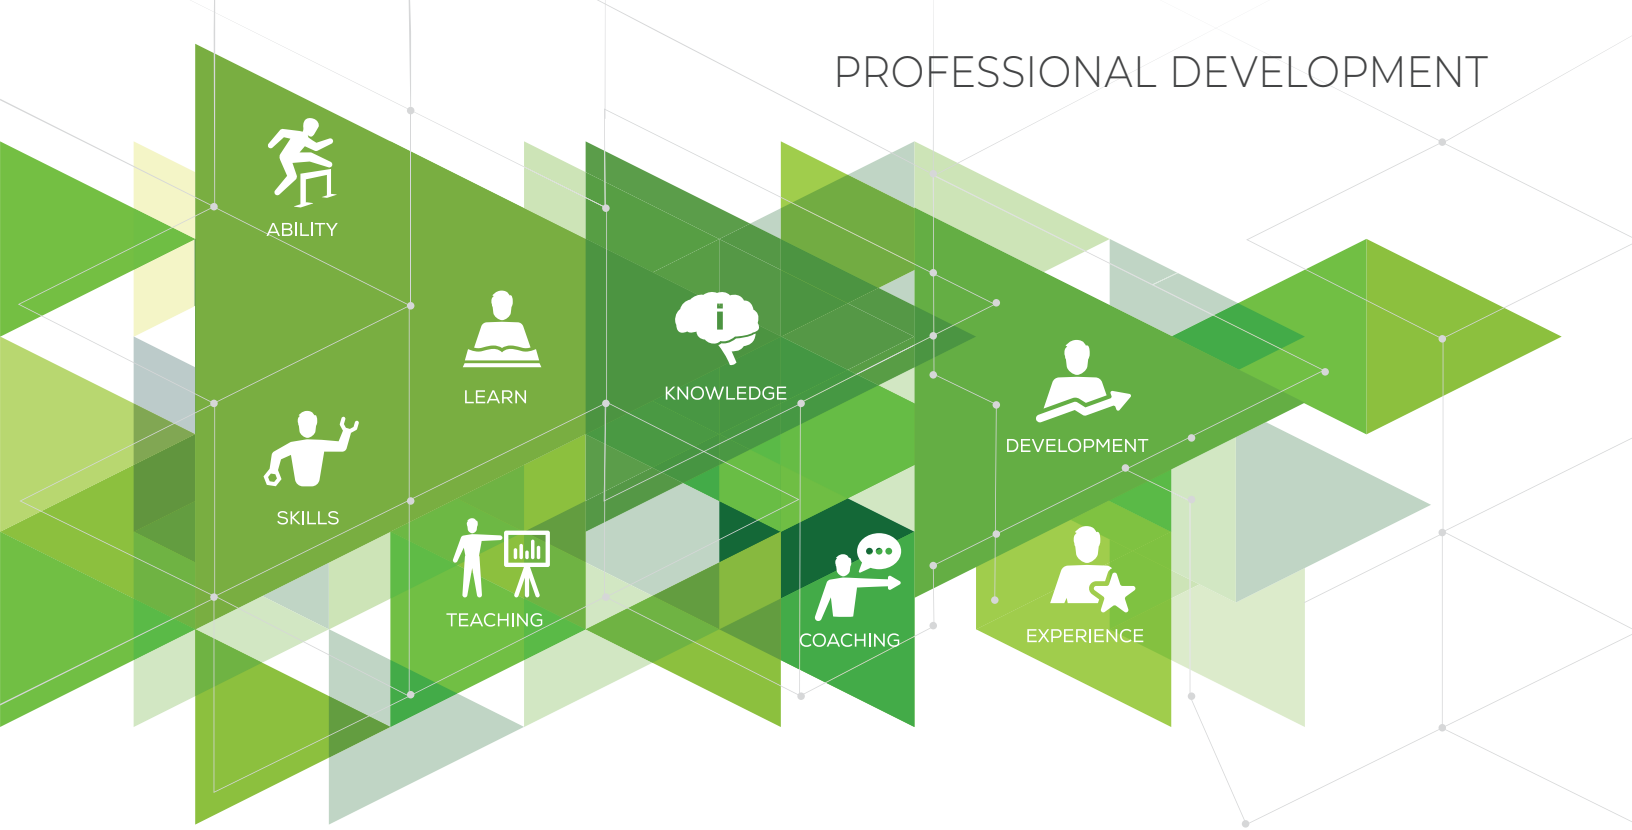 PROFESSIONAL DEVELOPMENT
ABILITY
LEARN
i
KNOWLEDGE
DEVELOPMENT
SKILLS
TEACHING
COACHING
EXPERIENCE